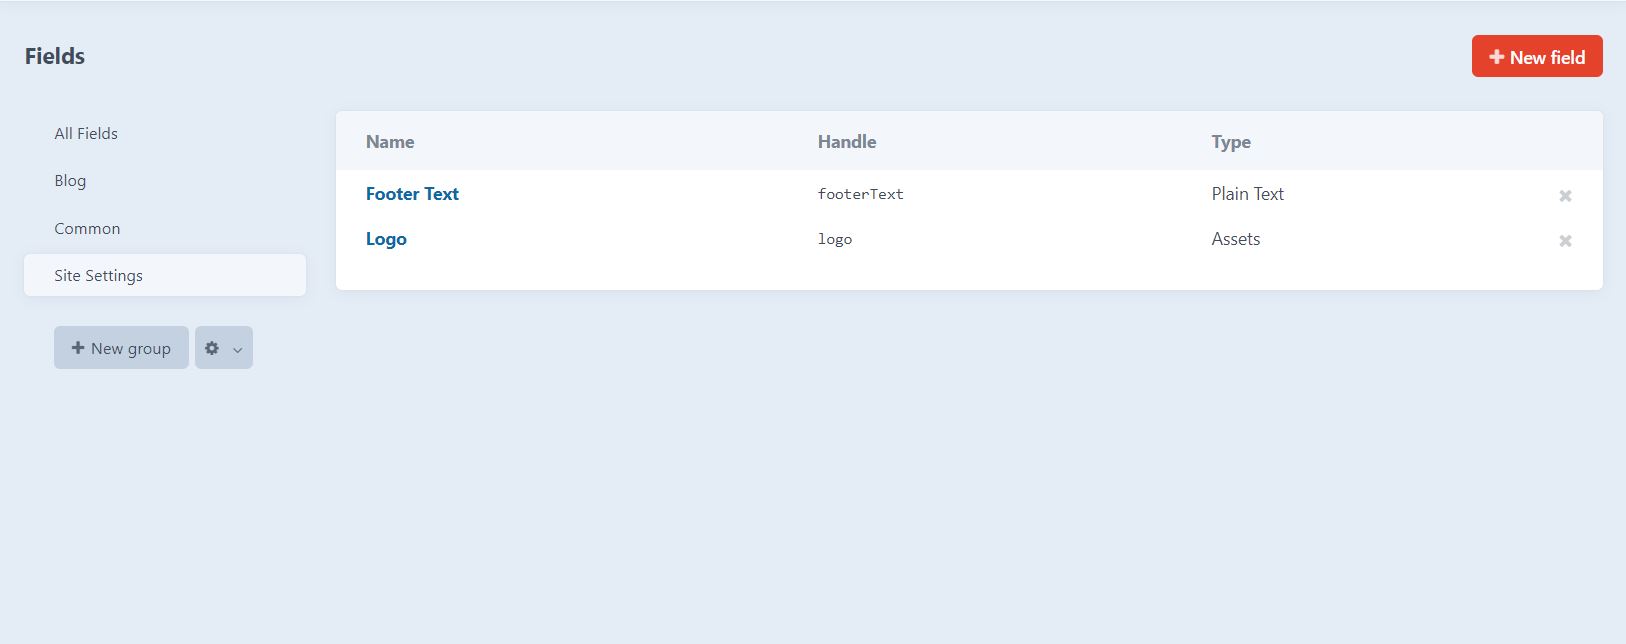 Fields
New field
All Fields
Blog
Common
Site Settings
New group
Name Handle Type
Footer Text footerText Plain Text
Logo logo Assets